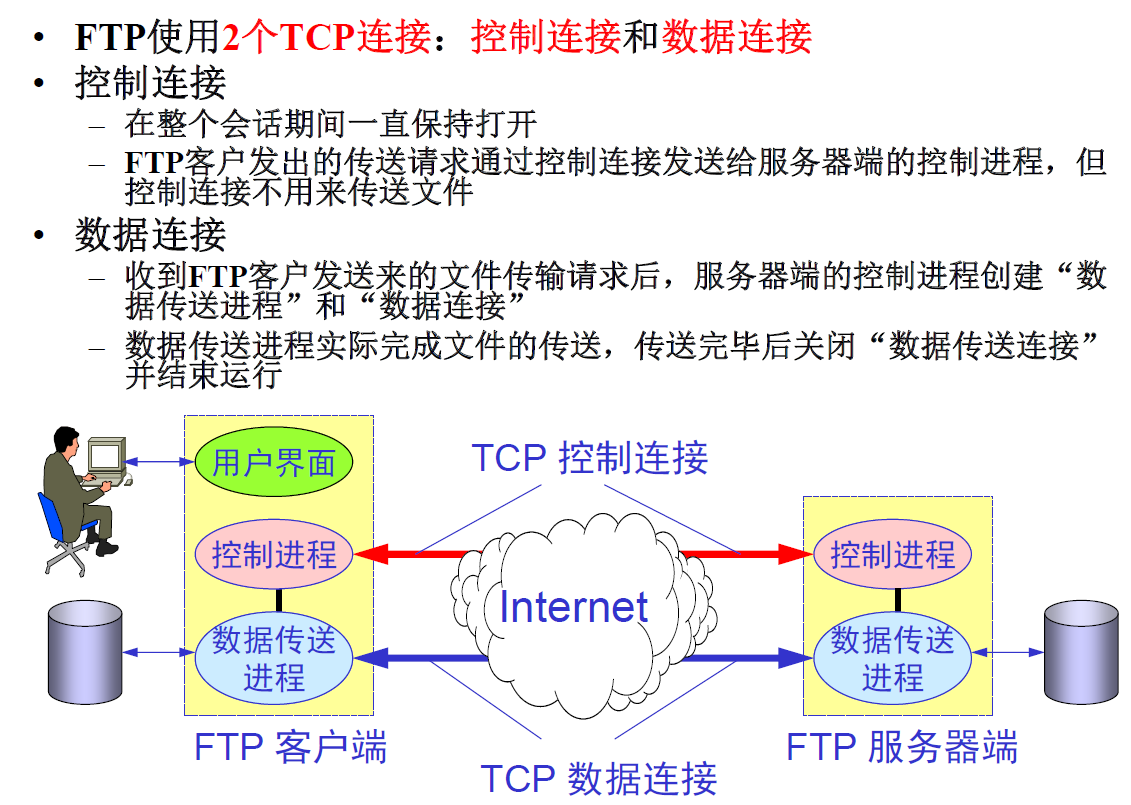 • FTP使用2个TCP连接：控制连接和数据连接
• 控制连接
– 在整个会话期间一直保持打开
– FTP客户发出的传送请求通过控制连接发送给服务器端的控制进程，但
控制连接不用来传送文件
• 数据连接
– 收到FTP客户发送来的文件传输请求后，服务器端的控制进程创建“数
据传送进程”和“数据连接”
– 数据传送进程实际完成文件的传送，传送完毕后关闭“数据传送连接”
并结束运行
用户界面
TCP 控制连接
控制进程
控制进程
Internet
数据传送
进程
数据传送
进程
FTP 客户端
FTP 服务器端
TCP 数据连接